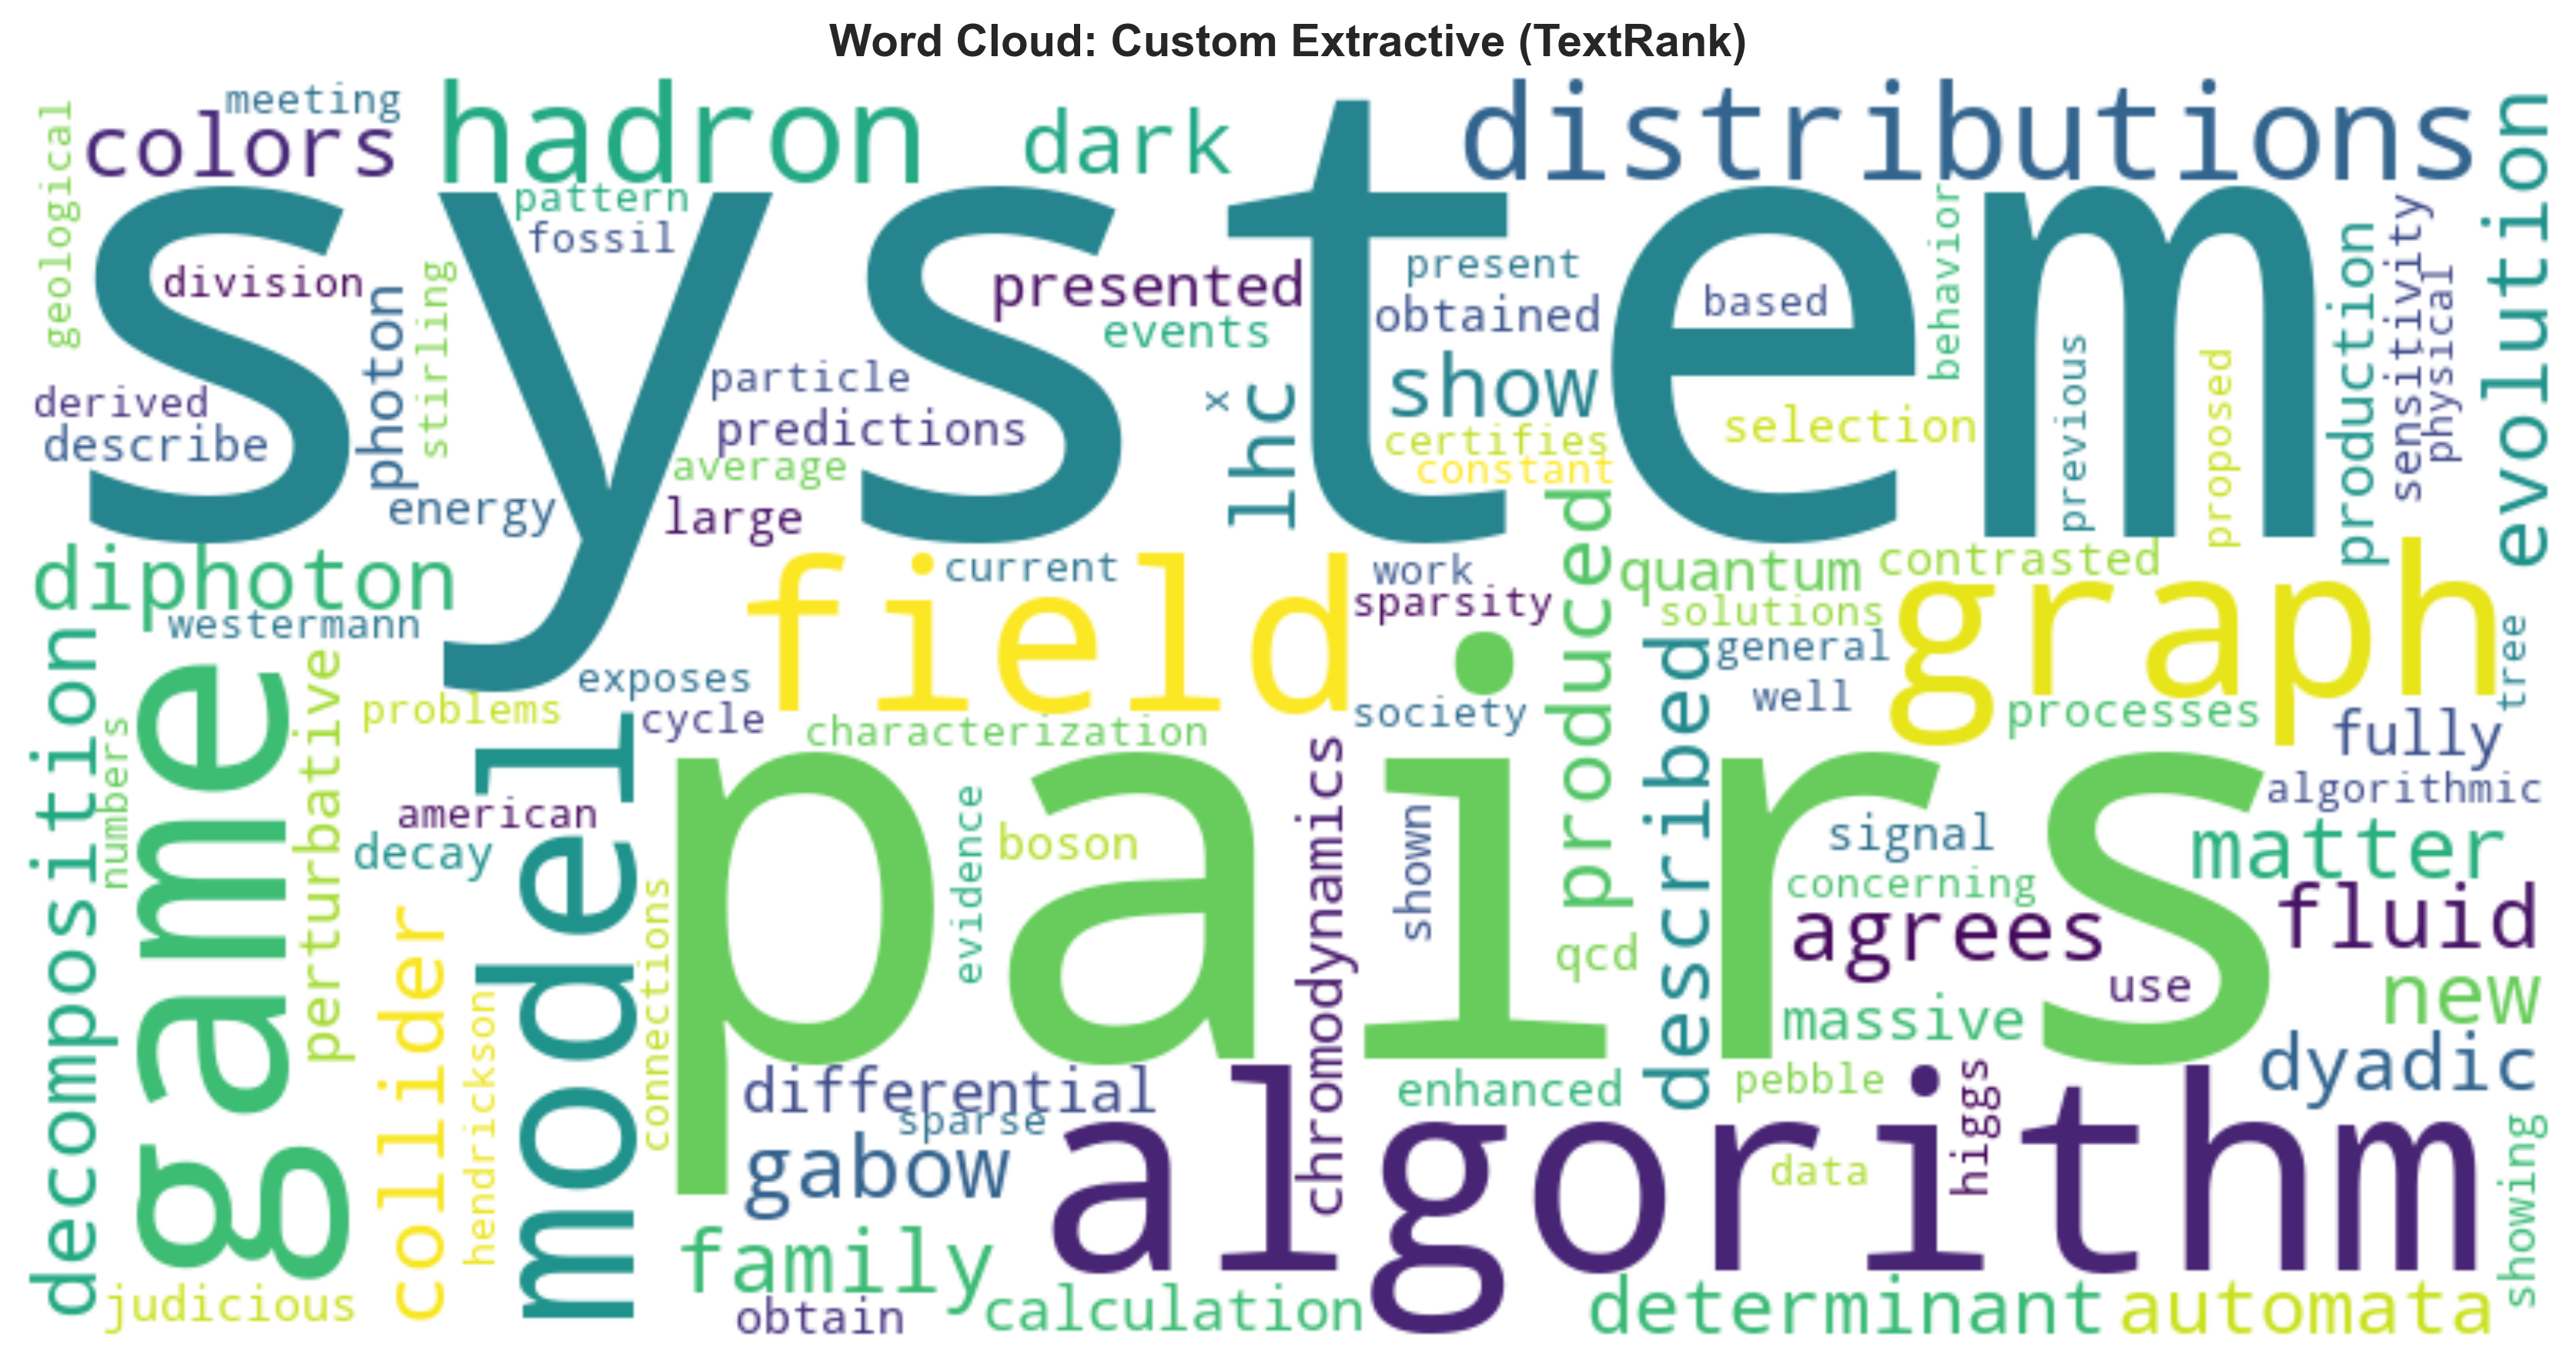 Word Cloud: Custom Extractive (TextRank)
meeting
colors
geological
hadron
dark
distributions
evolution
system
pattern
fossil
division
photon
stirling
presented
events
present
obtained
based
behavior
production
sensitivity
physical
derived
describe
particle
predictions
average
x
lhc
show
certifies
constant
selection
previous
proposed
energy
large
diphoton
westermann
field
current
work
sparsity
produced
quantum
contrasted
solutions
general
well
graph
tree
decomposition
game
perturbative
problems
exposes
cycle
characterization
society
described
processes
fully
algorithmic
numbers
american
decay
model
pairs
evidence
boson
chromodynamics
shown
signal
concerning
agrees
matter
fluid
collider
hendrickson
connections
qcd
use
massive
new
dyadic
differential
sparse
gabow
enhanced
pebble
higgs
algorithm
data
showing
family
judicious
obtain
calculation
determinant
automata